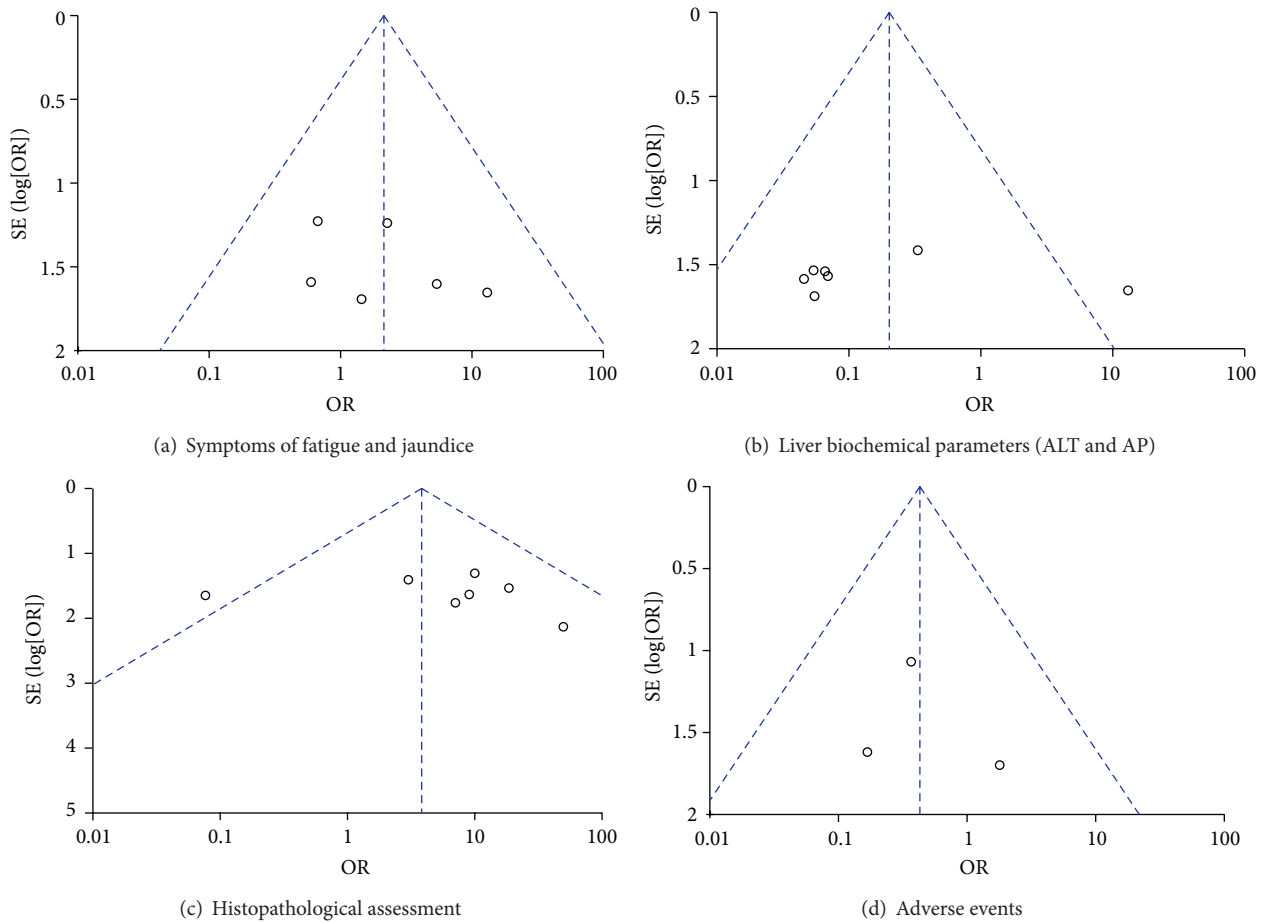 0
0.5
1
1.5
2
SE (log[OR])
0.01 0.1 1 10 100
OR
(a) Symptoms of fatigue and jaundice
0
0.5
1
1.5
2
SE (log[OR])
0.01 0.1 1 10 100
OR
(b) Liver biochemical parameters (ALT and AP)
0
1
2
3
4
5
SE (log[OR])
0.01 0.1 1 10 100
OR
(c) Histopathological assessment
0
0.5
1
1.5
2
SE (log[OR])
0.01 0.1 1 10 100
OR
(d) Adverse events